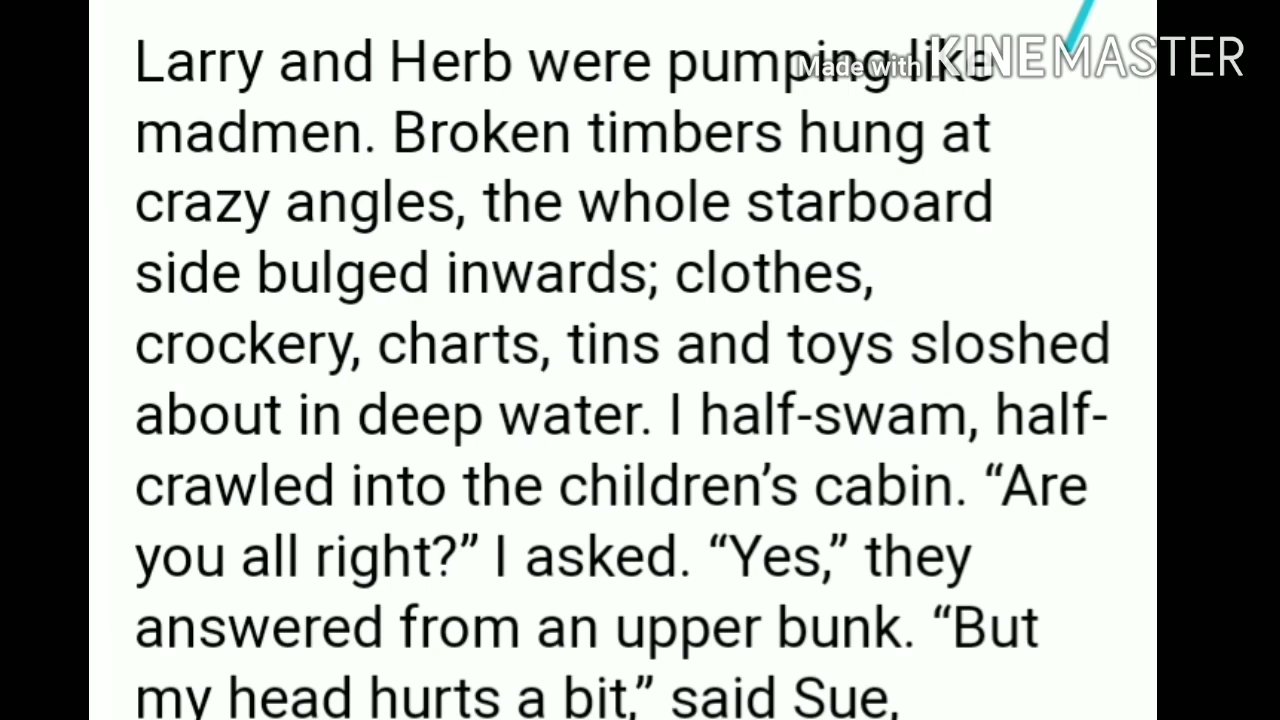 Larry and Herb were pumping like
Made with KINEMASTER
madmen. Broken timbers hung at
crazy angles, the whole starboard
side bulged inwards; clothes,
crockery, charts, tins and toys sloshed
about in deep water. I half-swam, half-
crawled into the children’s cabin. “Are
you all right?” I asked. “Yes,” they
answered from an upper bunk. “But
my head hurts a bit,” said Sue,